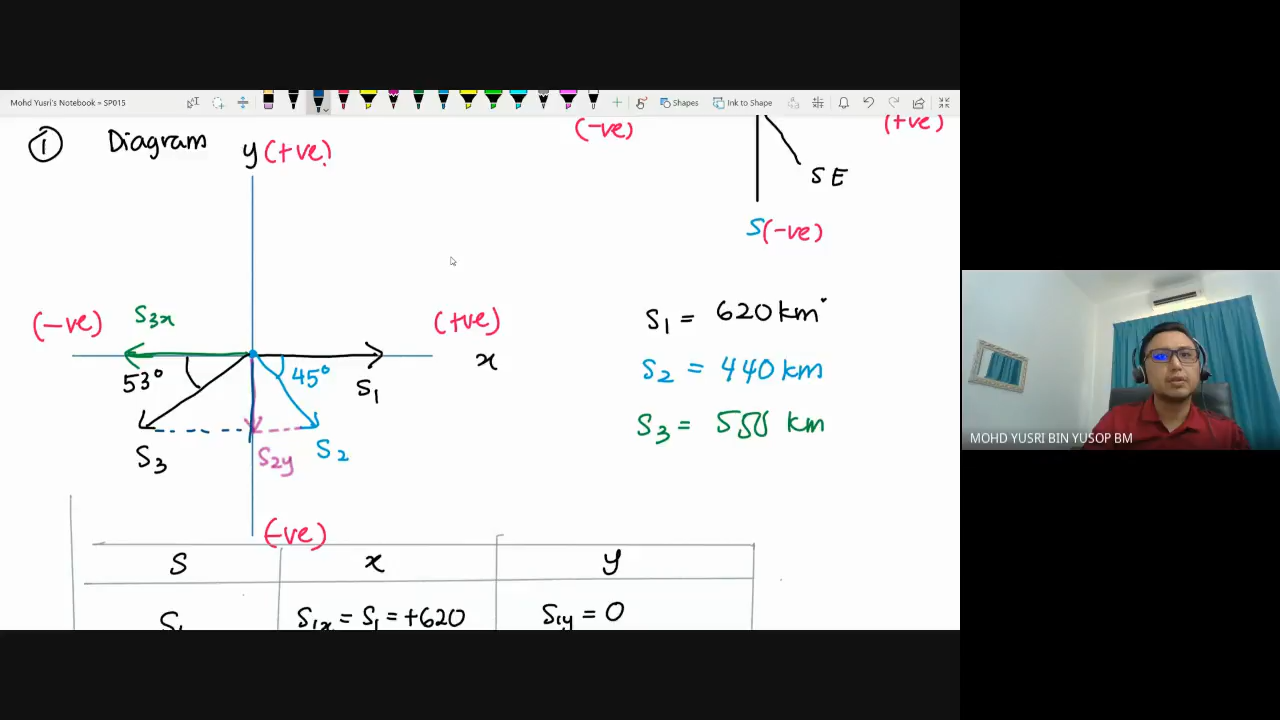 Mohd Yusri's Notebook » SP015
Shapes
Ink to Shape
① Diagram
y (+ve)
(-ve)
(+ve)
SE
S (-ve)
(-ve)
S3x
(+ve)
x
53°
45°
S1
S3
S2y
S2
(-ve)
S1 = 620 km
S2 = 440 km
S3 = 550 km
MOHD YUSRI BIN YUSOP BM
S x y
S1x = S1 = +620 S1y = 0